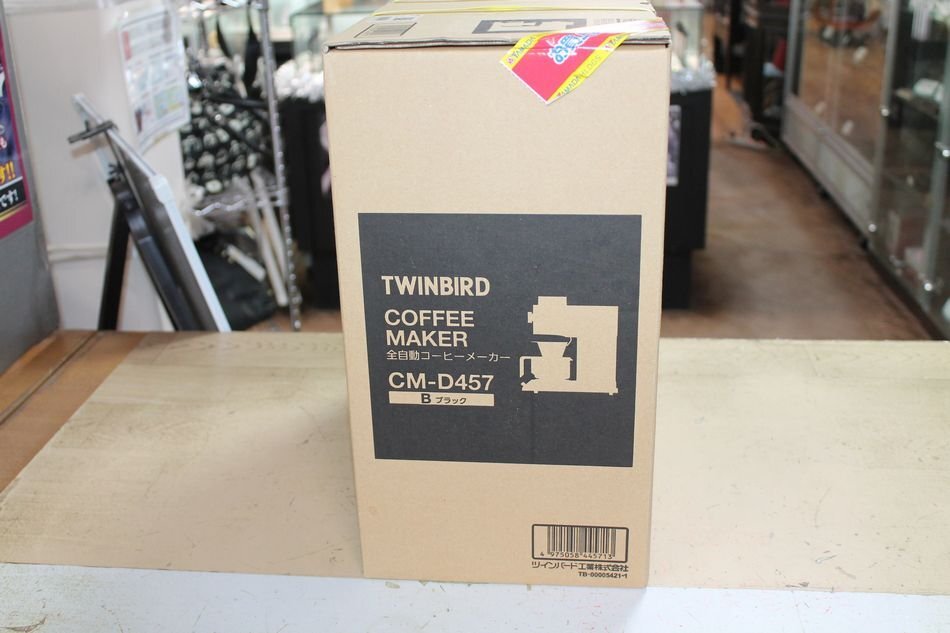 TWINBIRD
COFFEE
MAKER
全自動コーヒーメーカー
CM-D457
B ブラック
4 975058 445713
ツインバード工業株式会社
TB-00005421-1
です!